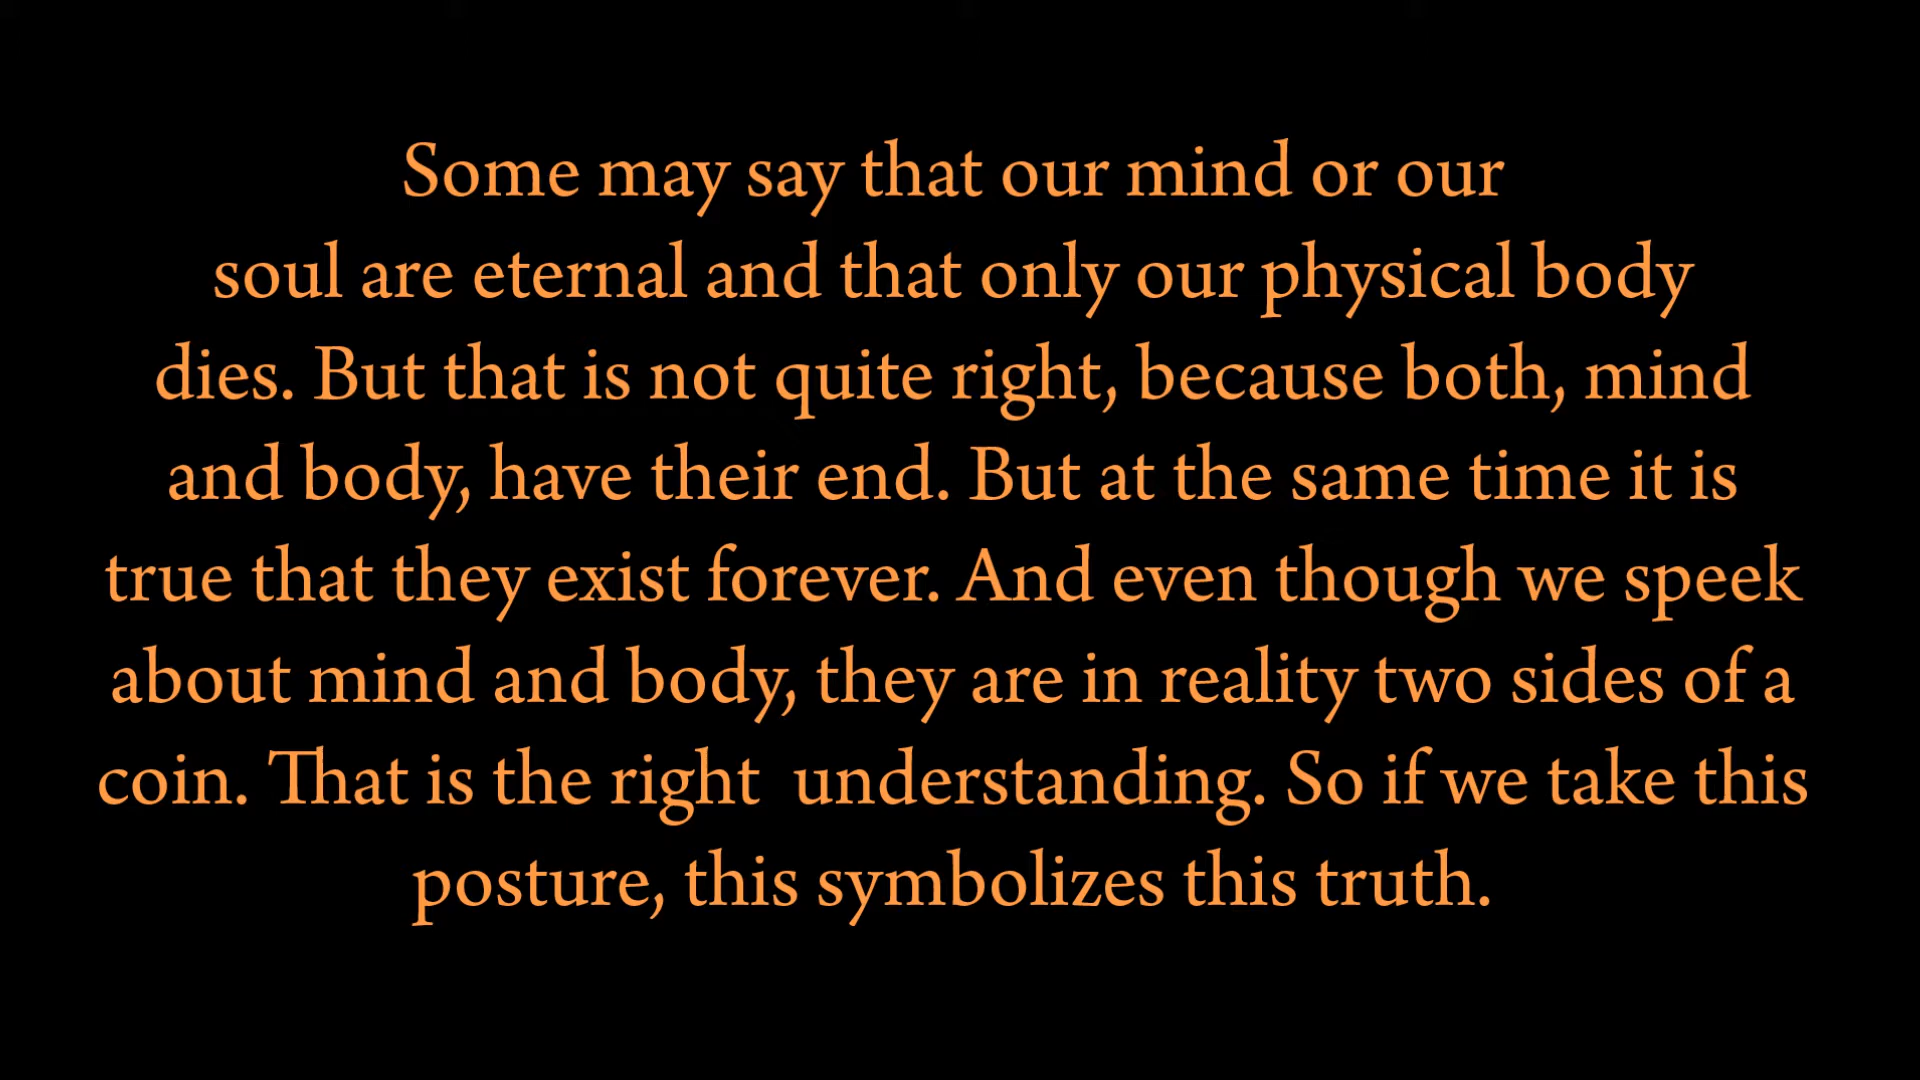 Some may say that our mind or our
soul are eternal and that only our physical body
dies. But that is not quite right, because both, mind
and body, have their end. But at the same time it is
true that they exist forever. And even though we speek
about mind and body, they are in reality two sides of a
coin. That is the right  understanding. So if we take this
posture, this symbolizes this truth.